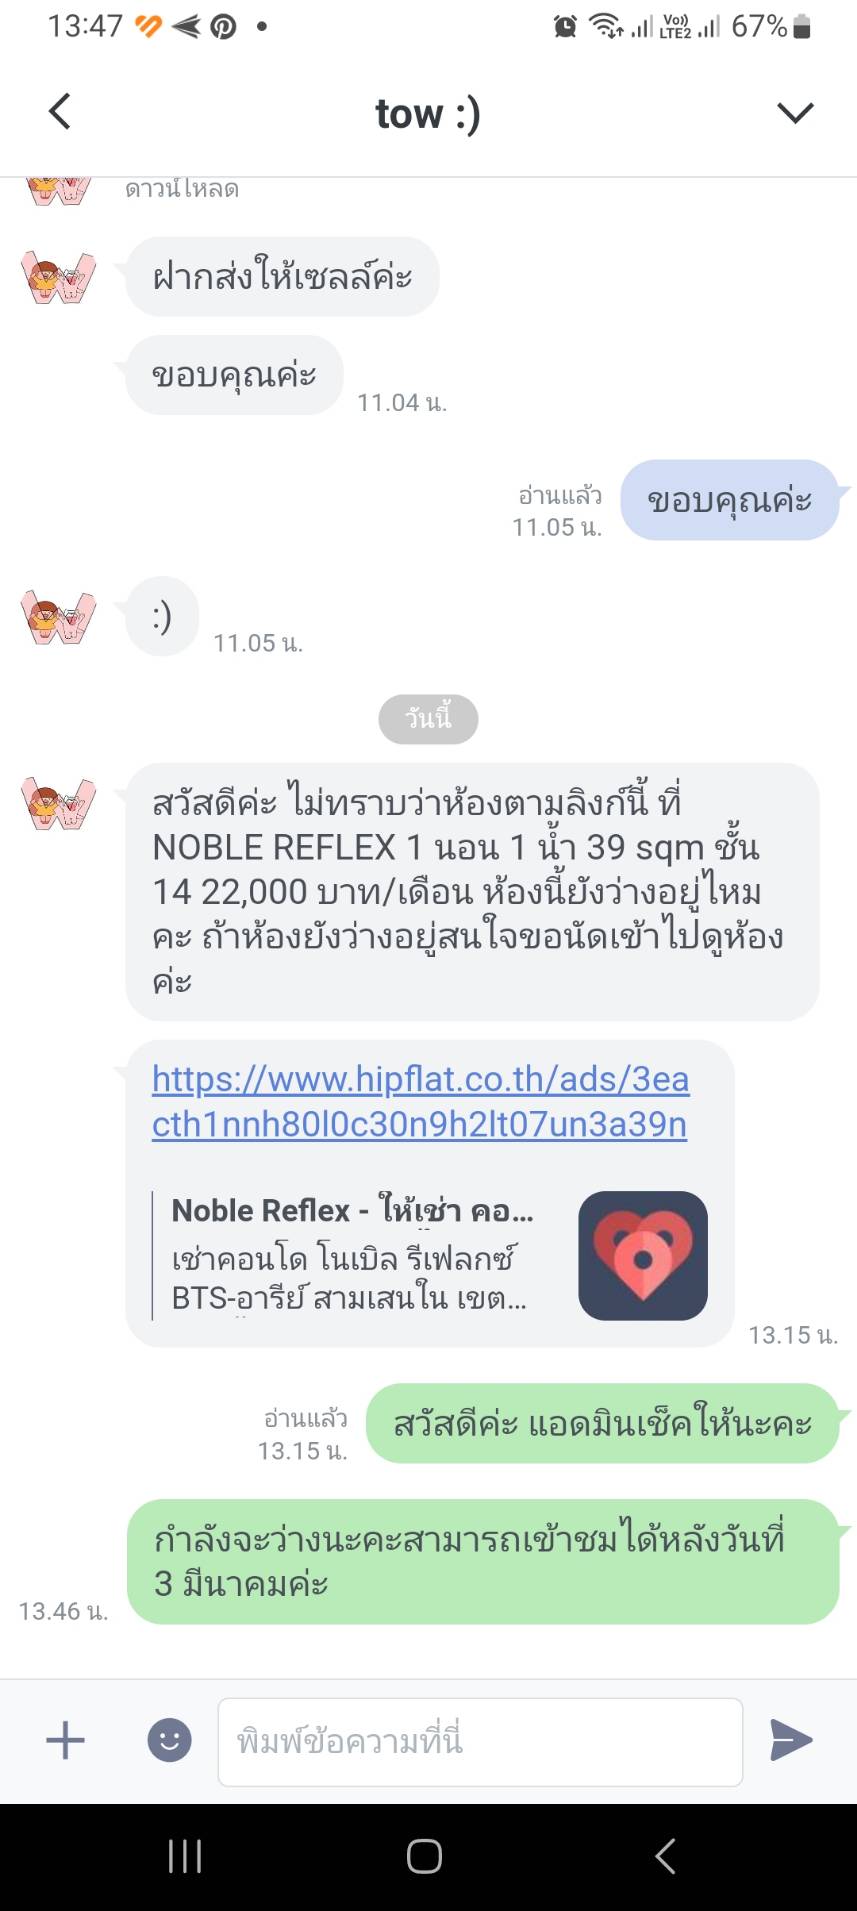 13:47
Vo))
LTE2
67%
tow :)
ดาวน์โหลด
ฝากส่งให้เซลล์ค่ะ
ขอบคุณค่ะ
11.04 น.
อ่านแล้ว
11.05 น.
ขอบคุณค่ะ
:)
11.05 น.
วันนี้
สวัสดีค่ะ ไม่ทราบว่าห้องตามลิงก์นี้ ที่
NOBLE REFLEX 1 นอน 1 น้ำ 39 sqm ชั้น
14 22,000 บาท/เดือน ห้องนี้ยังว่างอยู่ไหม
คะ ถ้าห้องยังว่างอยู่สนใจขอนัดเข้าไปดูห้อง
ค่ะ
https://www.hipflat.co.th/ads/3ea
cth1nnh80l0c30n9h2lt07un3a39n
Noble Reflex - ให้เช่า คอ...
เช่าคอนโด โนเบิล รีเฟลกซ์
BTS-อารีย์ สามเสนใน เขต...
13.15 น.
อ่านแล้ว
13.15 น.
สวัสดีค่ะ แอดมินเช็คให้นะคะ
กำลังจะว่างนะคะสามารถเข้าชมได้หลังวันที่
3 มีนาคมค่ะ
13.46 น.
พิมพ์ข้อความที่นี่